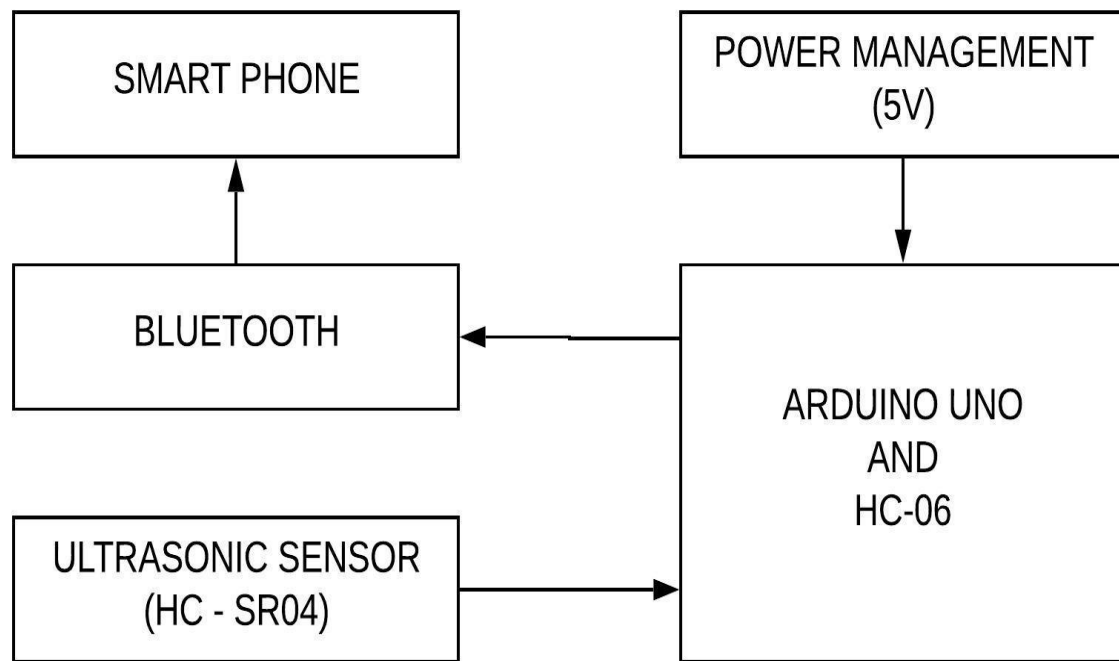 SMART PHONE
POWER MANAGEMENT
(5V)
BLUETOOTH
ARDUINO UNO
AND
HC-06
ULTRASONIC SENSOR
(HC - SR04)